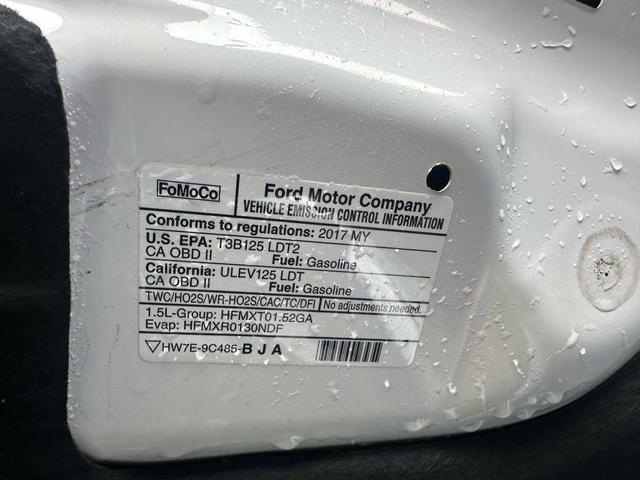 FoMoCo
Ford Motor Company
VEHICLE EMISSION CONTROL INFORMATION
Conforms to regulations: 2017 MY
U.S. EPA: T3B125 LDT2
CA OBD II Fuel: Gasoline
California: ULEV125 LDT
CA OBD II Fuel: Gasoline
TWC/HO2S/WR-HO2S/CAC/TC/DFI No adjustments needed.
1.5L-Group: HFMXT01.52GA
Evap: HFMXR0130NDF
HW7E-9C485-B J A